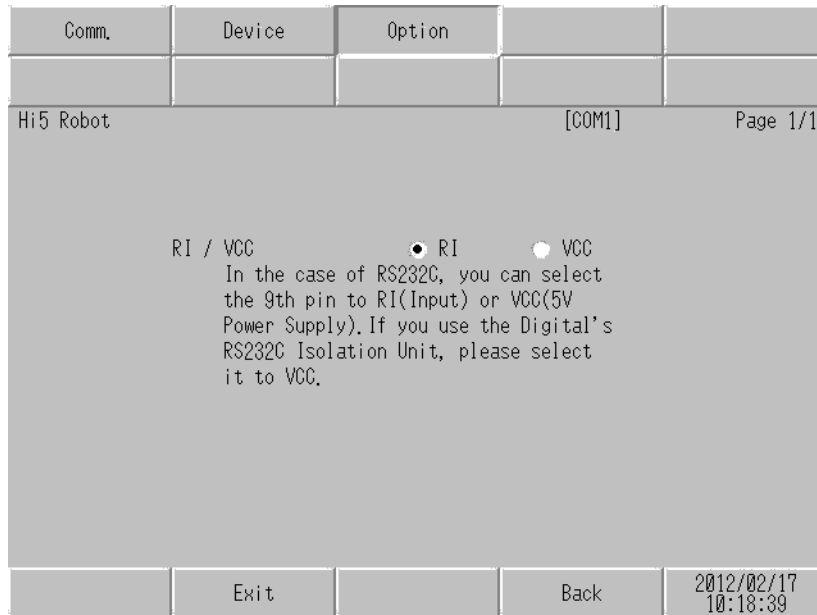 Comm. Device Option
Hi5 Robot [COM1] Page 1/1
RI / VCC RI VCC
In the case of RS232C, you can select
the 9th pin to RI(Input) or VCC(5V
Power Supply).If you use the Digital's
RS232C Isolation Unit, please select
it to VCC.
Exit Back 2012/02/17
10:18:39